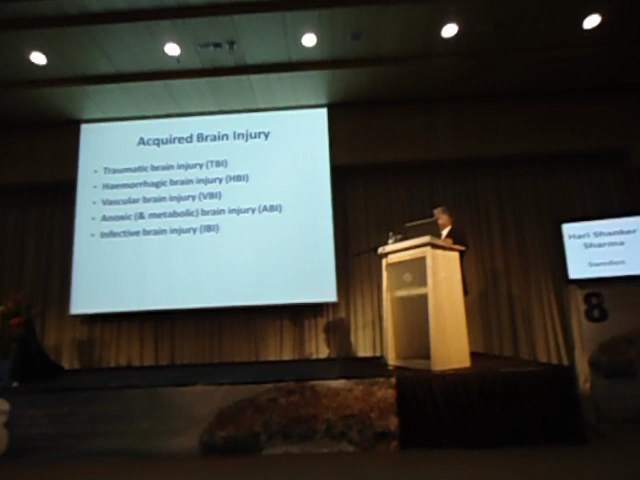 Acquired Brain Injury
- Traumatic brain injury (TBI)
- Haemorrhagic brain injury (HBI)
- Vascular brain injury (VBI)
- Anoxic (& metabolic) brain injury (ABI)
- Infective brain injury (IBI)
Hari Shanker
Sharma
Sweden
8